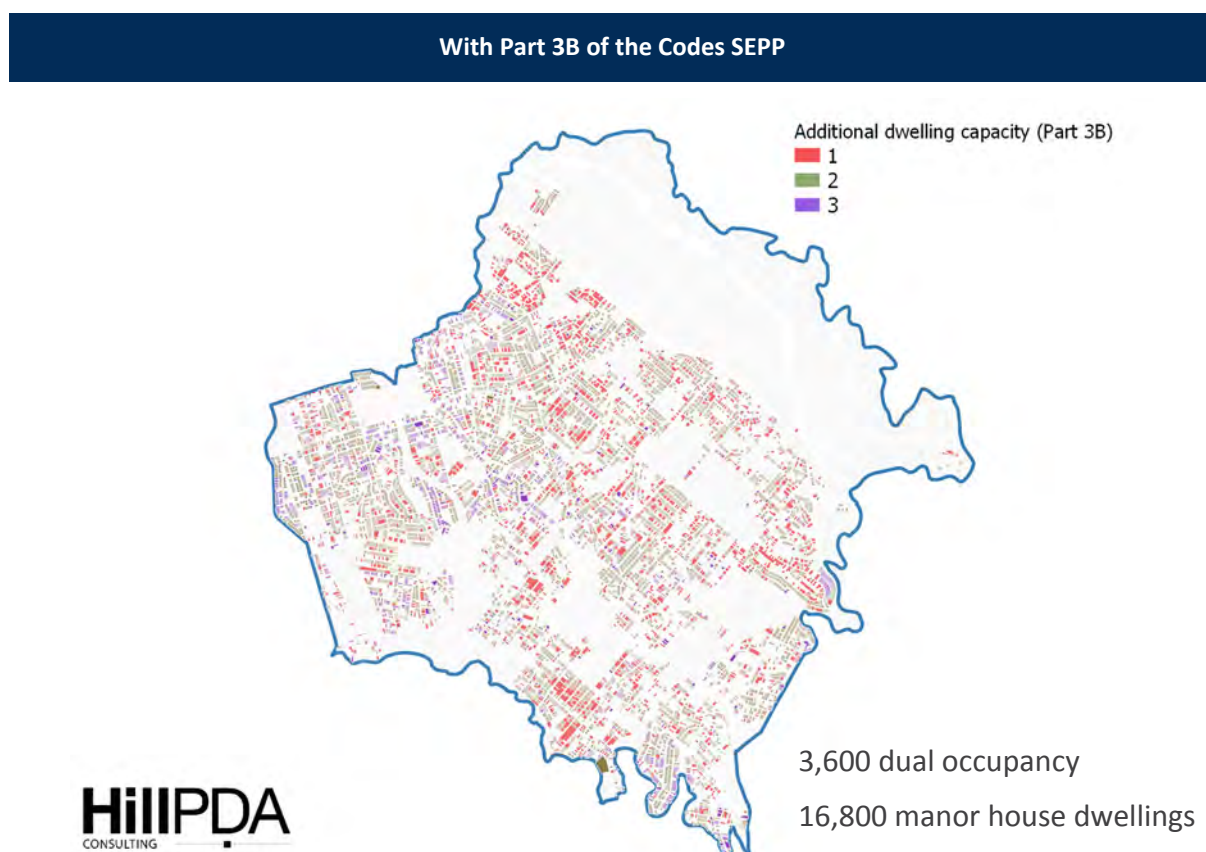 With Part 3B of the Codes SEPP
Additional dwelling capacity (Part 3B)
1
2
3
3,600 dual occupancy
16,800 manor house dwellings
HillPDA
CONSULTING